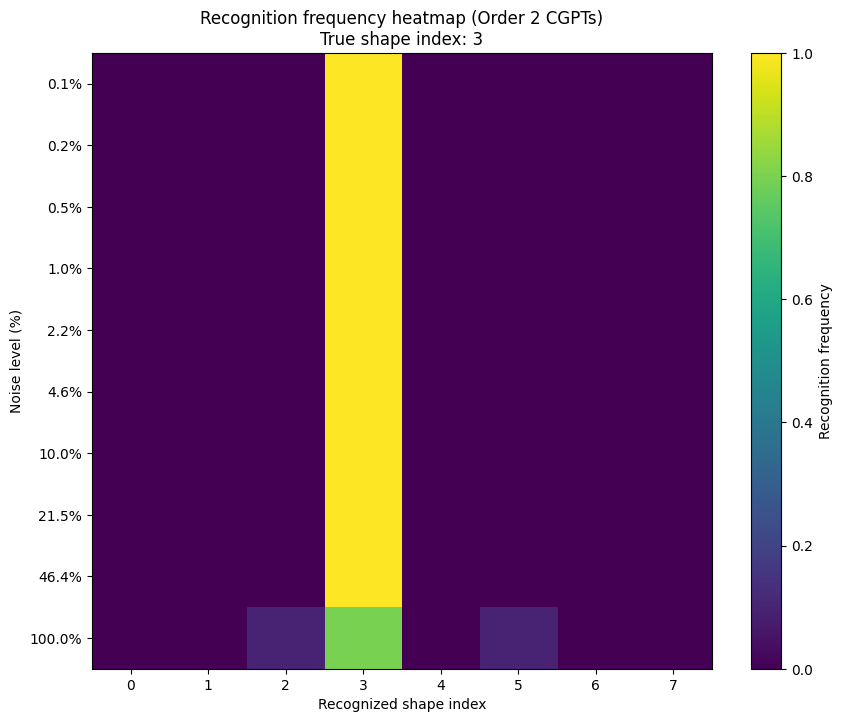 Recognition frequency heatmap (Order 2 CGPTs)
True shape index: 3
Noise level (%)
0.1%
0.2%
0.5%
1.0%
2.2%
4.6%
10.0%
21.5%
46.4%
100.0%
0 1 2 3 4 5 6 7
Recognized shape index
1.0
0.8
0.6
0.4
0.2
0.0
Recognition frequency